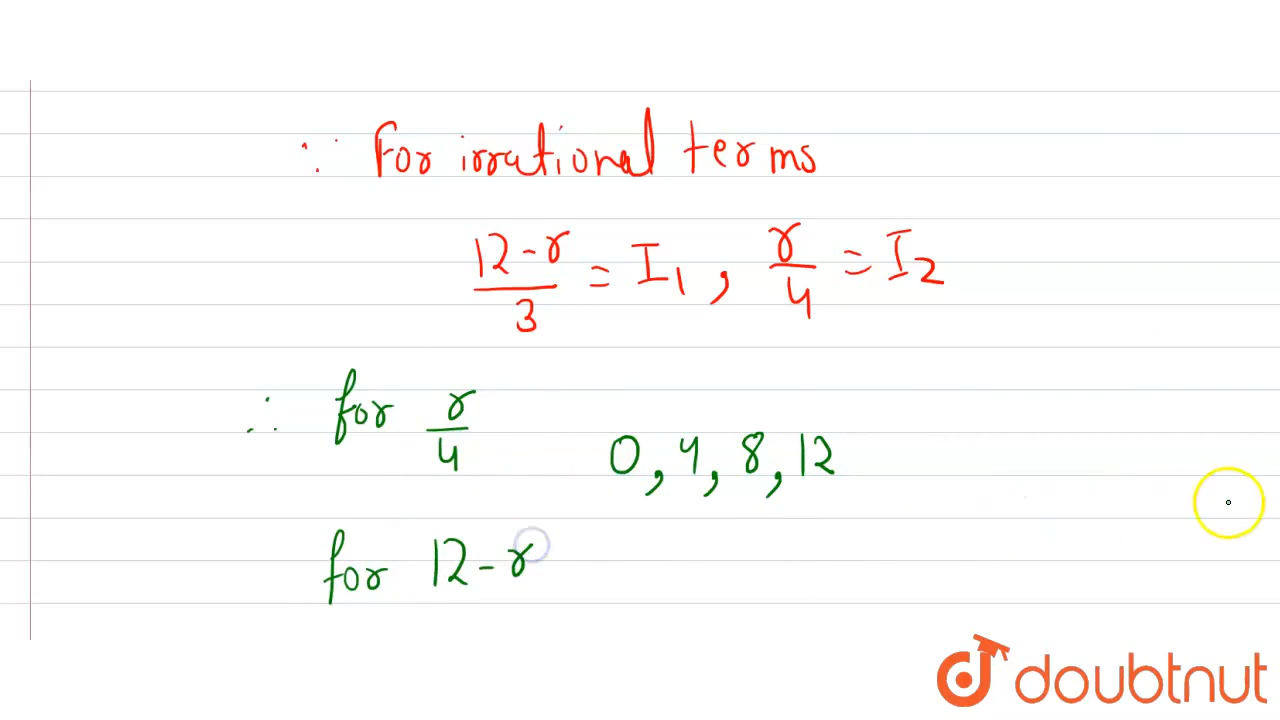 ∵ For irrational terms
12-r/3 = I₁, r/4 = I₂
∴ for r/4 0, 4, 8, 12
for 12-r
doubtnut